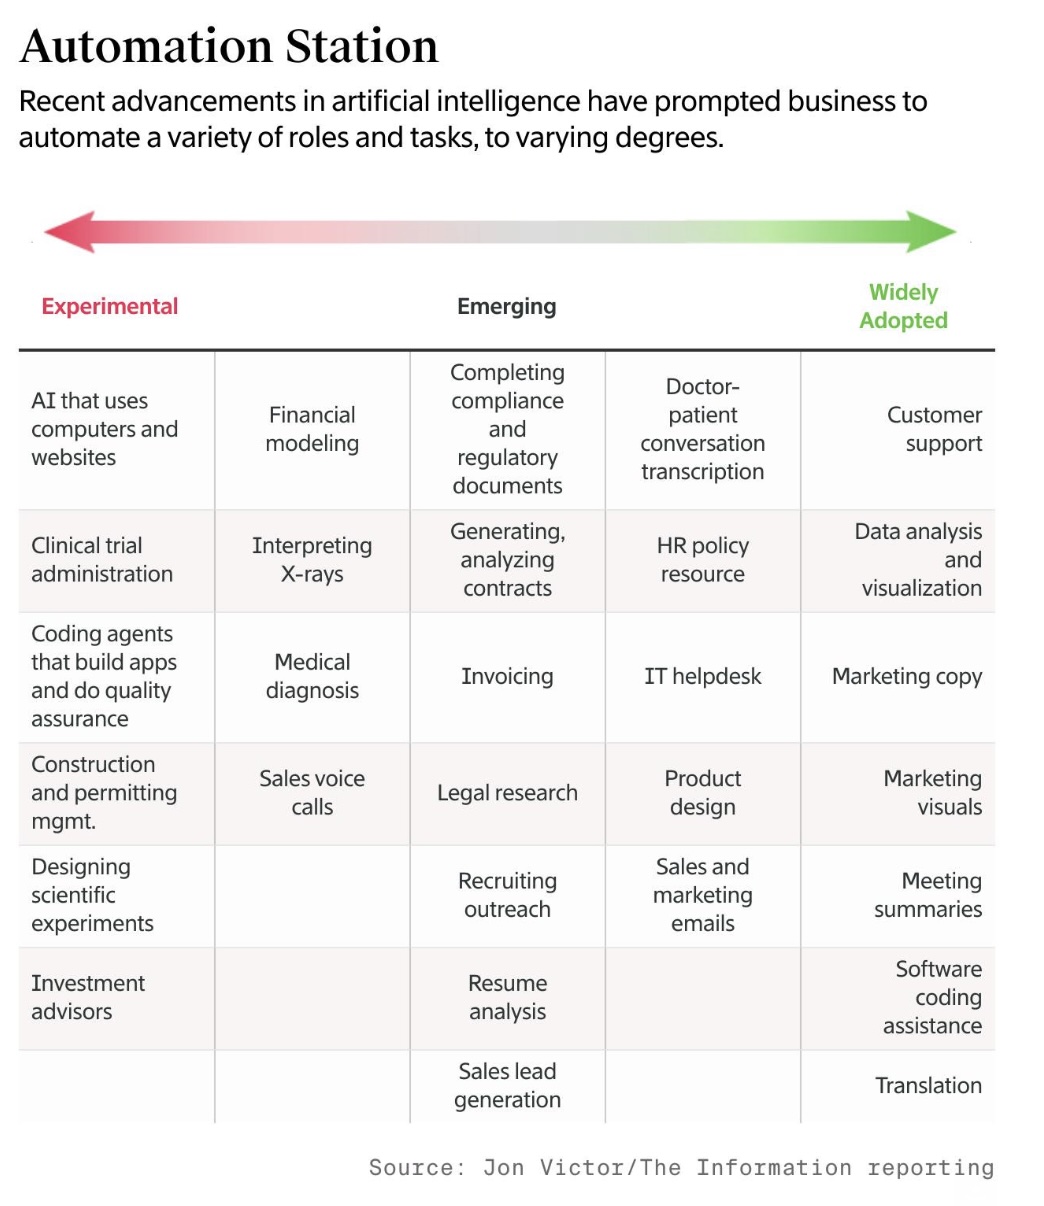 Automation Station
Recent advancements in artificial intelligence have prompted business to
automate a variety of roles and tasks, to varying degrees.
Experimental
Emerging
Widely
Adopted
AI that uses
computers and
websites
Financial
modeling
Completing
compliance
and
regulatory
documents
Doctor-
patient
conversation
transcription
Customer
support
Clinical trial
administration
Interpreting
X-rays
Generating,
analyzing
contracts
HR policy
resource
Data analysis
and
visualization
Coding agents
that build apps
and do quality
assurance
Medical
diagnosis
Invoicing
IT helpdesk
Marketing copy
Construction
and permitting
mgmt.
Sales voice
calls
Legal research
Product
design
Marketing
visuals
Designing
scientific
experiments
Recruiting
outreach
Sales and
marketing
emails
Meeting
summaries
Investment
advisors
Resume
analysis
Software
coding
assistance
Sales lead
generation
Translation
Source: Jon Victor/The Information reporting